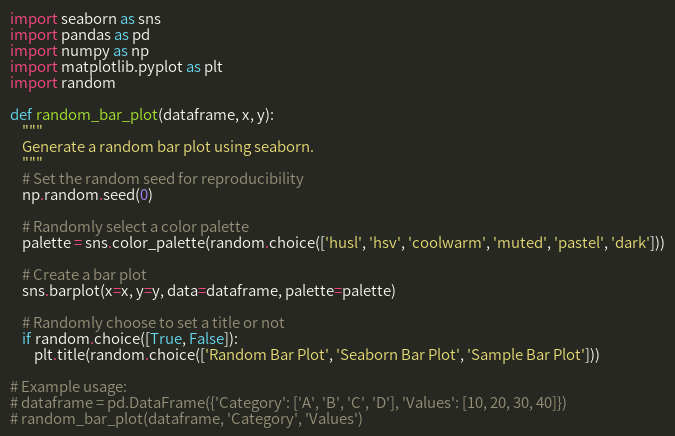 import seaborn as sns
import pandas as pd
import numpy as np
import matplotlib.pyplot as plt
import random

def random_bar_plot(dataframe, x, y):
    """
    Generate a random bar plot using seaborn.
    """
    # Set the random seed for reproducibility
    np.random.seed(0)

    # Randomly select a color palette
    palette = sns.color_palette(random.choice(['husl', 'hsv', 'coolwarm', 'muted', 'pastel', 'dark']))

    # Create a bar plot
    sns.barplot(x=x, y=y, data=dataframe, palette=palette)

    # Randomly choose to set a title or not
    if random.choice([True, False]):
        plt.title(random.choice(['Random Bar Plot', 'Seaborn Bar Plot', 'Sample Bar Plot']))

# Example usage:
# dataframe = pd.DataFrame({'Category': ['A', 'B', 'C', 'D'], 'Values': [10, 20, 30, 40]})
# random_bar_plot(dataframe, 'Category', 'Values')